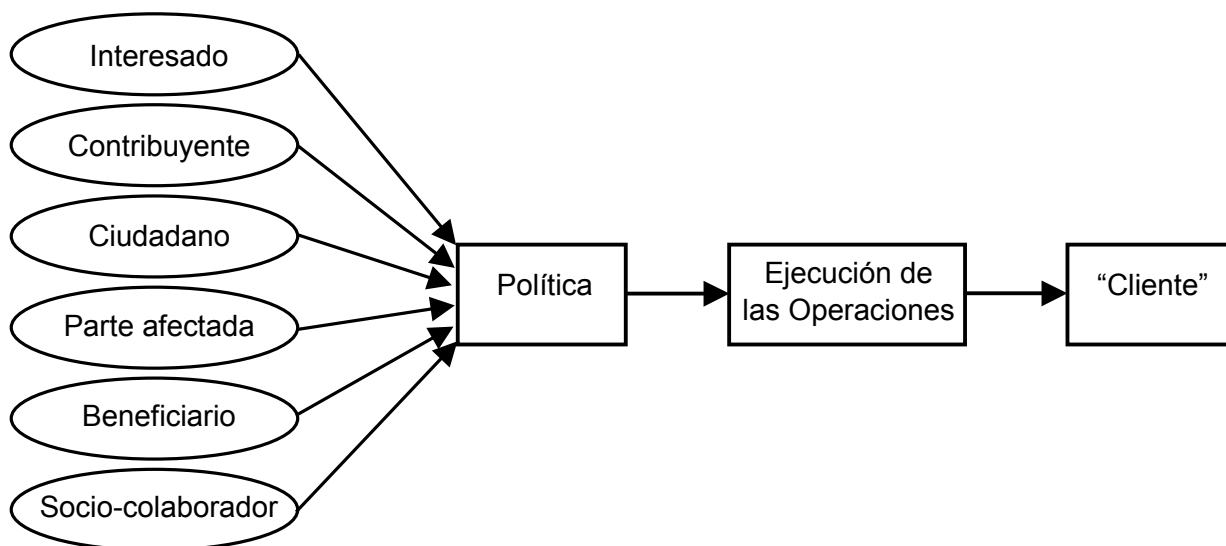 Interesado
Contribuyente
Ciudadano
Parte afectada
Beneficiario
Socio-colaborador
Política
Ejecución de
las Operaciones
“Cliente”